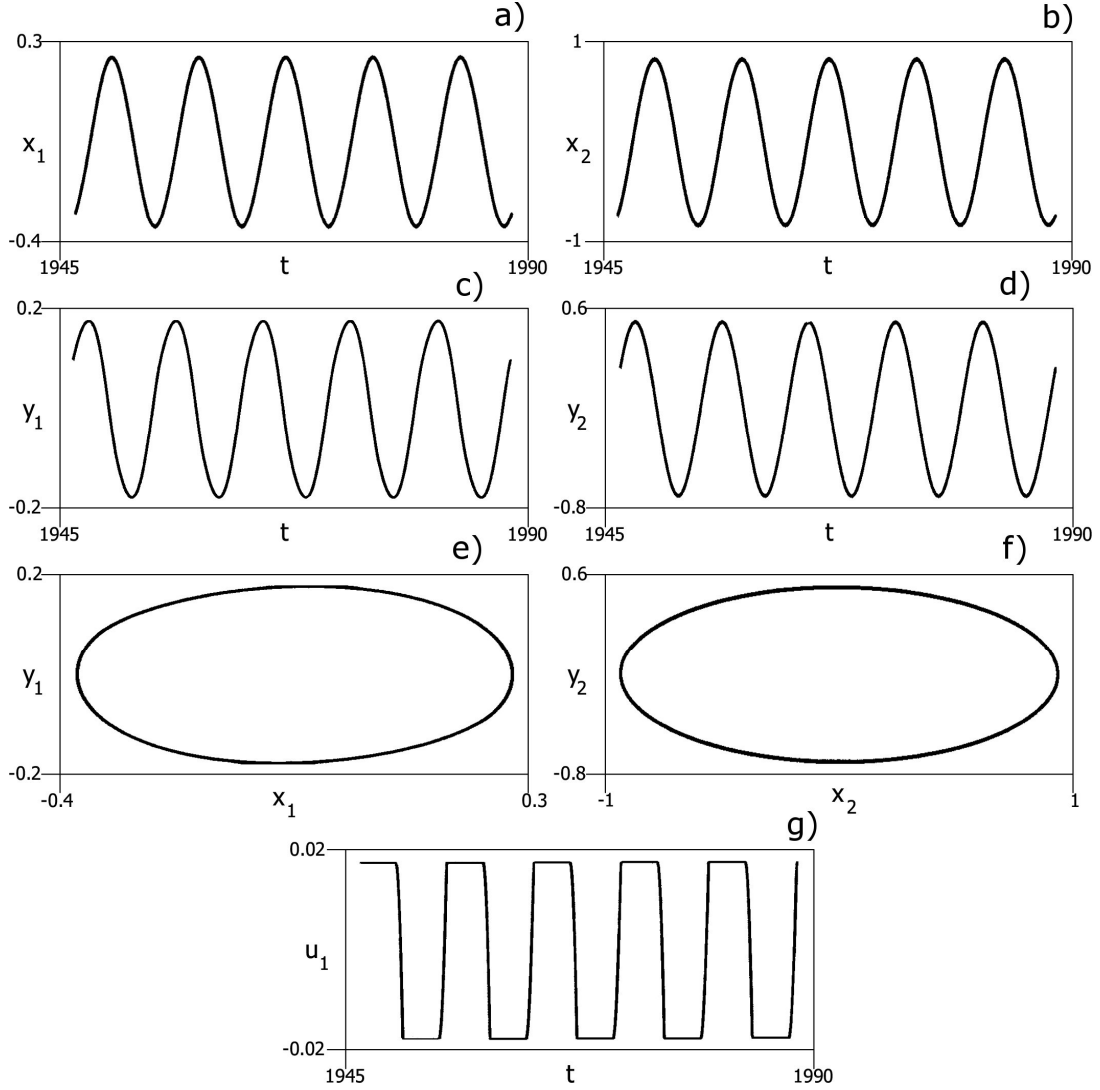 a)
0.3
x1
-0.4
1945 t 1990
b)
1
x2
-1
1945 t 1990
c)
0.2
y1
-0.2
1945 t 1990
d)
0.6
y2
-0.8
1945 t 1990
e)
0.2
y1
-0.2
-0.4 x1 0.3
f)
0.6
y2
-0.8
-1 x2 1
g)
0.02
u1
-0.02
1945 t 1990